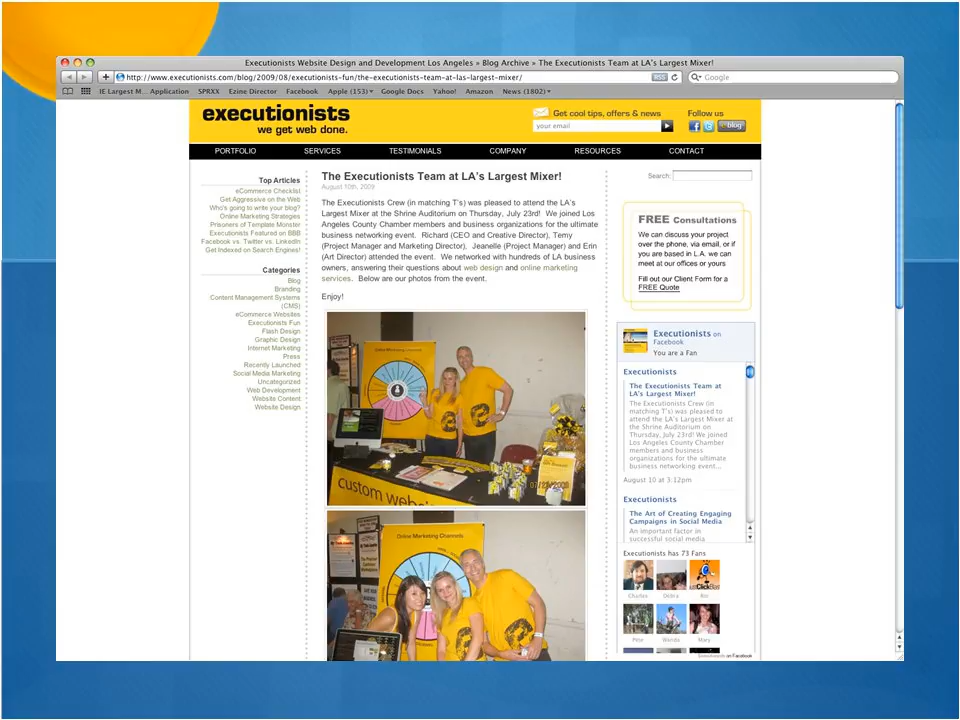 Executionists Website Design and Development Los Angeles » Blog Archive » The Executionists Team at LA's Largest Mixer!
http://www.executionists.com/blog/2009/08/executionists-fun/the-executionists-team-at-las-largest-mixer/
RSS
Google
IE Largest M... Application SPRXX Ezine Director Facebook Apple (153)▾ Google Docs Yahoo! Amazon News (1802)▾
executionists
we get web done.
Get cool tips, offers & news
your email
Follow us
blog
PORTFOLIO SERVICES TESTIMONIALS COMPANY RESOURCES CONTACT
Top Articles
eCommerce Checklist
Get Aggressive on the Web
Who's going to write your blog?
Online Marketing Strategies
Prisoners of Template Monster
Executionists Featured on BBB
Facebook vs. Twitter vs. LinkedIn
Get Indexed on Search Engines!
Categories
Blog
Branding
Content Management Systems
(CMS)
eCommerce Websites
Executionists Fun
Flash Design
Graphic Design
Internet Marketing
Press
Recently Launched
Social Media Marketing
Uncategorized
Web Development
Website Content
Website Design
The Executionists Team at LA's Largest Mixer!
August 10th, 2009
The Executionists Crew (in matching T's) was pleased to attend the LA's
Largest Mixer at the Shrine Auditorium on Thursday, July 23rd! We joined Los
Angeles County Chamber members and business organizations for the ultimate
business networking event. Richard (CEO and Creative Director), Temy
(Project Manager and Marketing Director), Jeanelle (Project Manager) and Erin
(Art Director) attended the event. We networked with hundreds of LA business
owners, answering their questions about web design and online marketing
services. Below are our photos from the event.
Enjoy!
Online Marketing Channels
custom webs
07/23/2009
Online Marketing Channels
Search:
FREE Consultations
We can discuss your project
over the phone, via email, or if
you are based in L.A. we can
meet at our offices or yours
Fill out our Client Form for a
FREE Quote
Executionists on
Facebook
You are a Fan
Executionists
The Executionists Team at
LA's Largest Mixer!
The Executionists Crew (in
matching T's) was pleased to
attend the LA's Largest Mixer at
the Shrine Auditorium on
Thursday, July 23rd! We joined
Los Angeles County Chamber
members and business
organizations for the ultimate
business networking event...
August 10 at 3:12pm
Executionists
The Art of Creating Engaging
Campaigns in Social Media
An important factor in
successful social media
Executionists has 73 Fans
Charles Debra Bill
Pete Wanda Mary
Executionists on Facebook